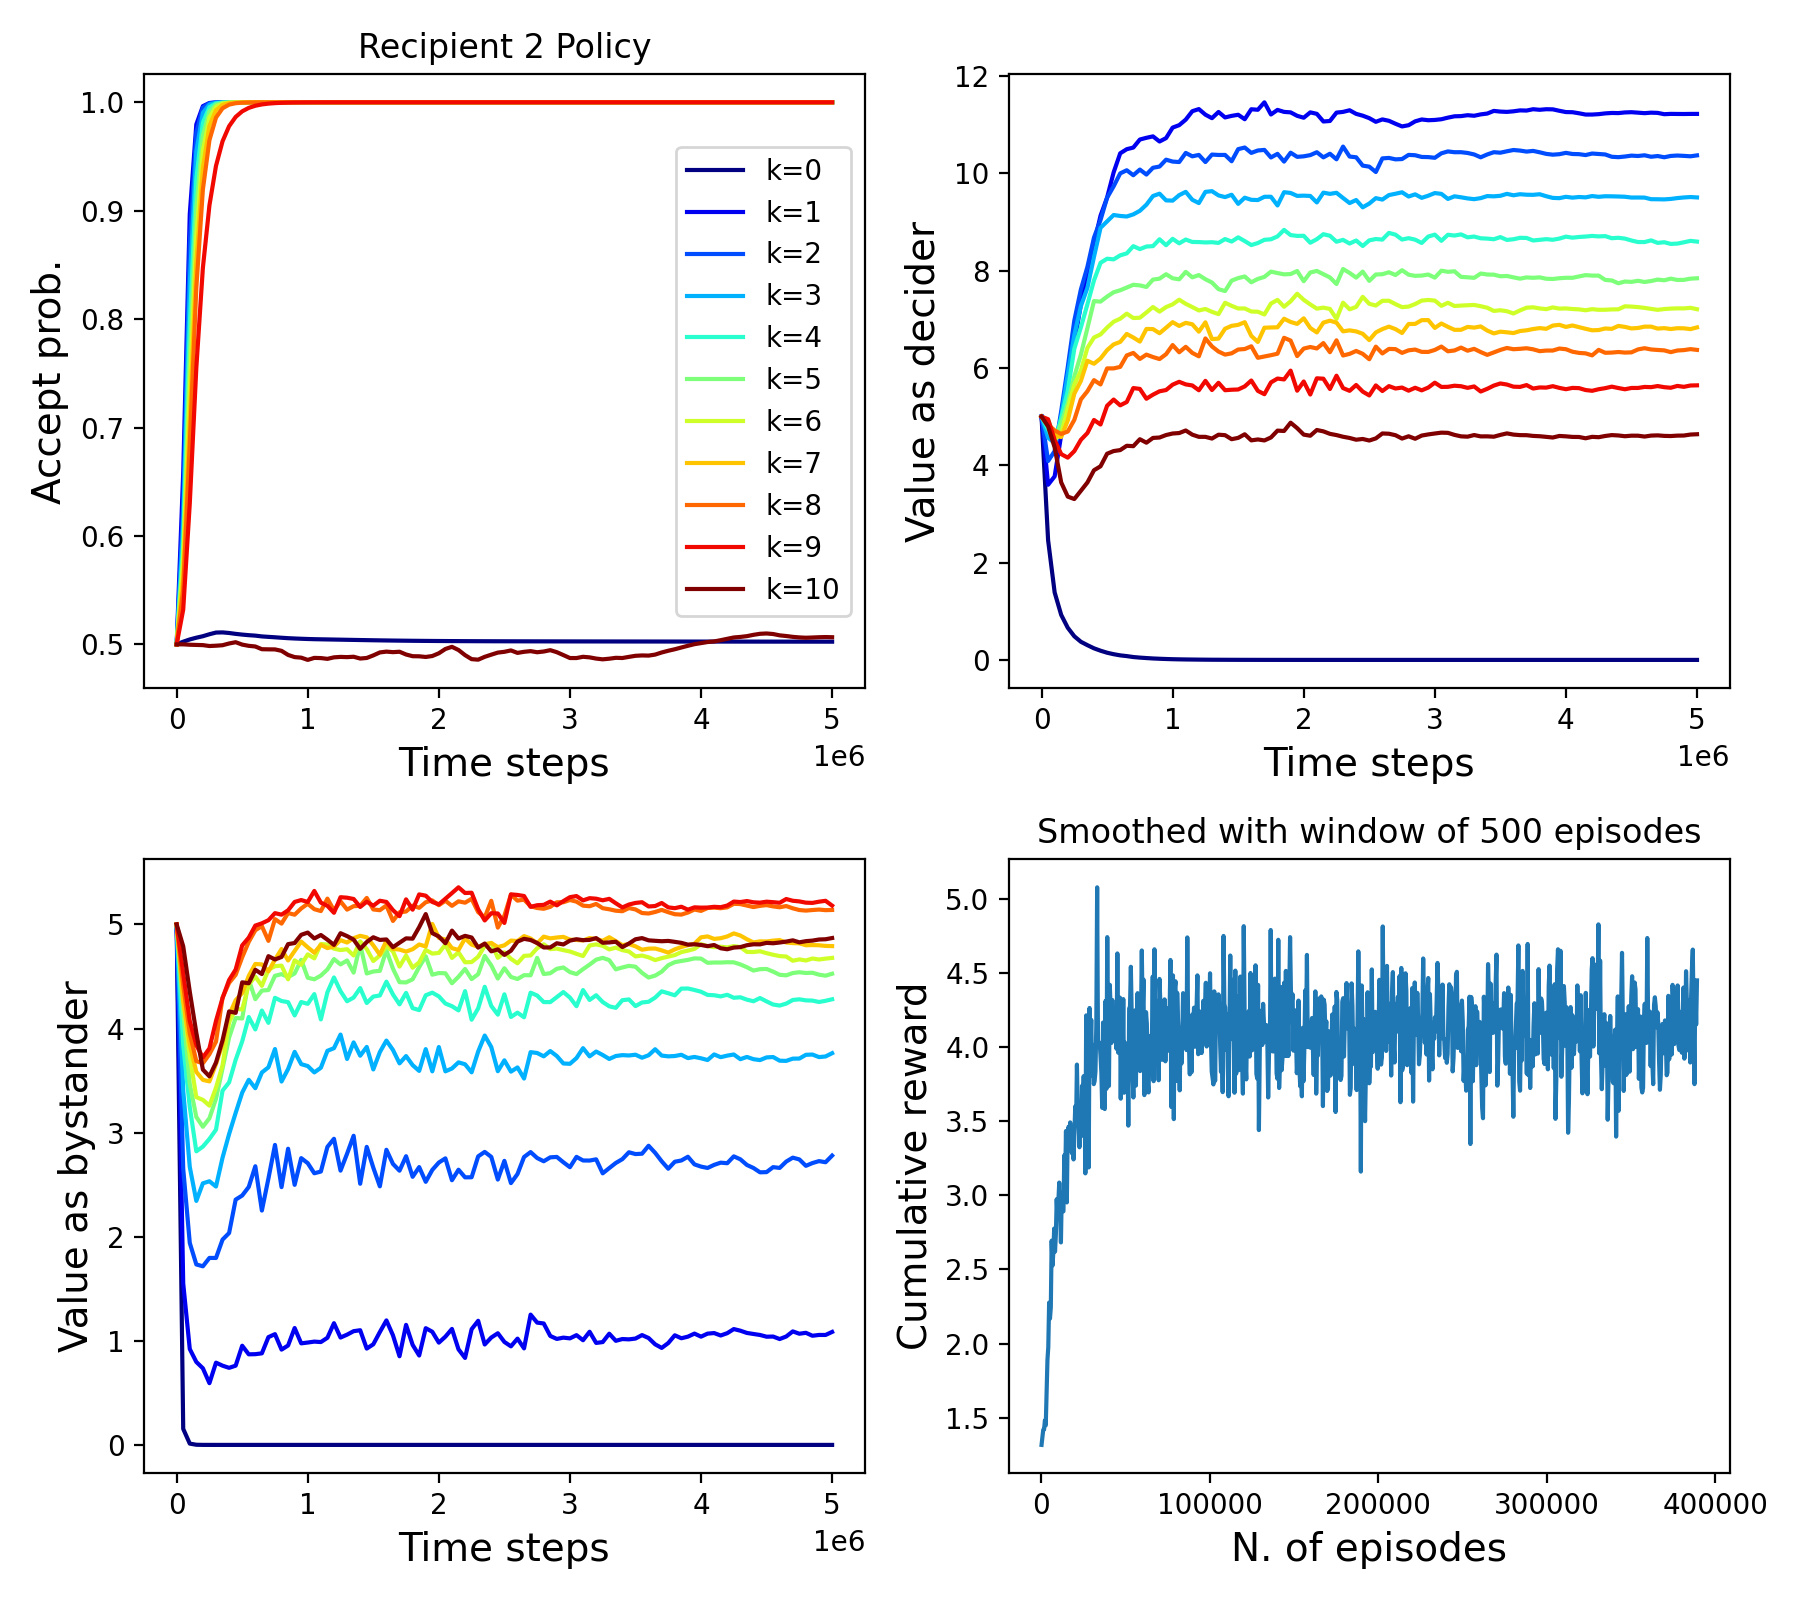 Recipient 2 Policy
Accept prob.
1.0
0.9
0.8
0.7
0.6
0.5
k=0
k=1
k=2
k=3
k=4
k=5
k=6
k=7
k=8
k=9
k=10
0 1 2 3 4 5
1e6
Time steps
Value as decider
12
10
8
6
4
2
0
0 1 2 3 4 5
1e6
Time steps
Value as bystander
5
4
3
2
1
0
0 1 2 3 4 5
1e6
Time steps
Smoothed with window of 500 episodes
Cumulative reward
5.0
4.5
4.0
3.5
3.0
2.5
2.0
1.5
0 100000 200000 300000 400000
N. of episodes